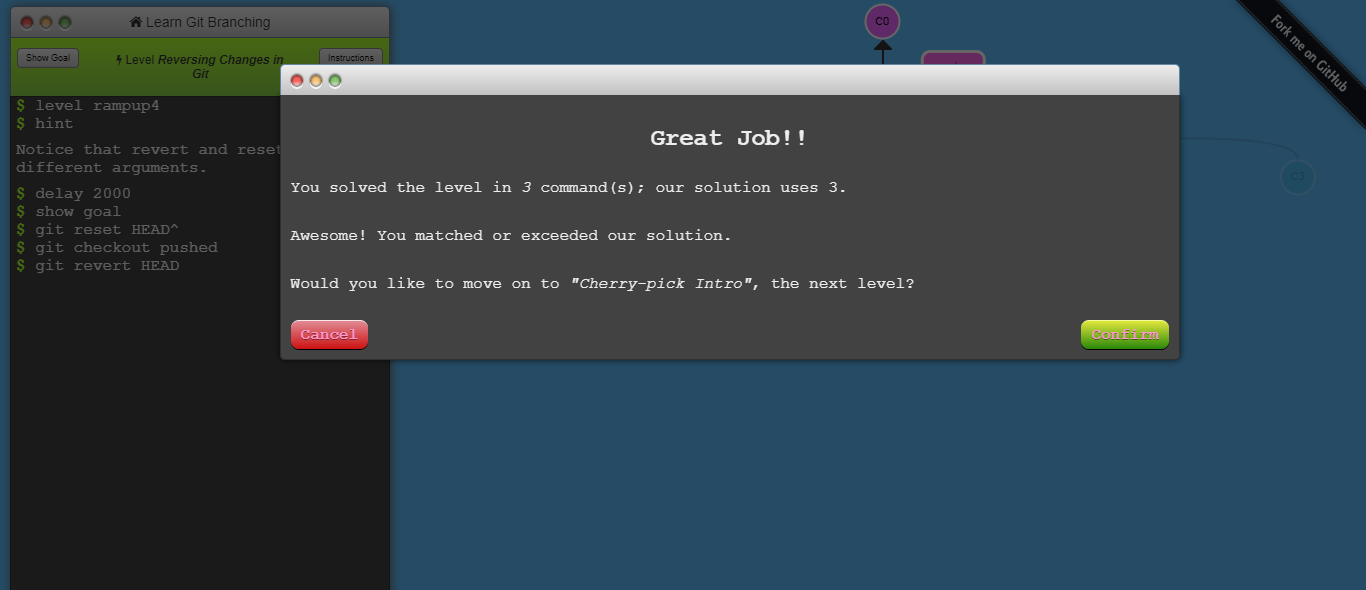 Learn Git Branching
Show Goal
Level Reversing Changes in
Git
Instructions
$ level rampup4
$ hint
Notice that revert and reset
different arguments.
$ delay 2000
$ show goal
$ git reset HEAD^
$ git checkout pushed
$ git revert HEAD
C0
Fork me on GitHub
C3
Great Job!!
You solved the level in 3 command(s); our solution uses 3.
Awesome! You matched or exceeded our solution.
Would you like to move on to "Cherry-pick Intro", the next level?
Cancel
Confirm